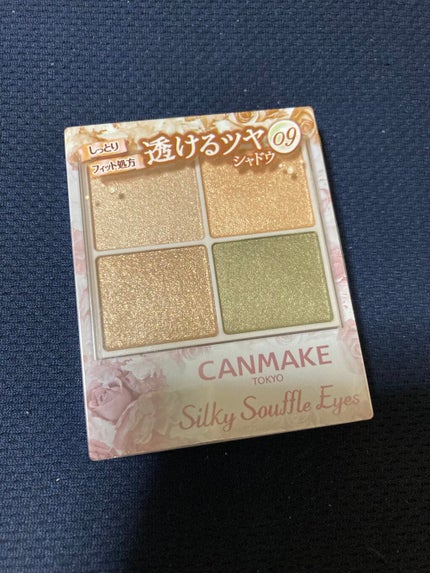 しっとり
フィット処方
透けるツヤ
シャドウ
09
CANMAKE
TOKYO
Silky Souffle Eyes